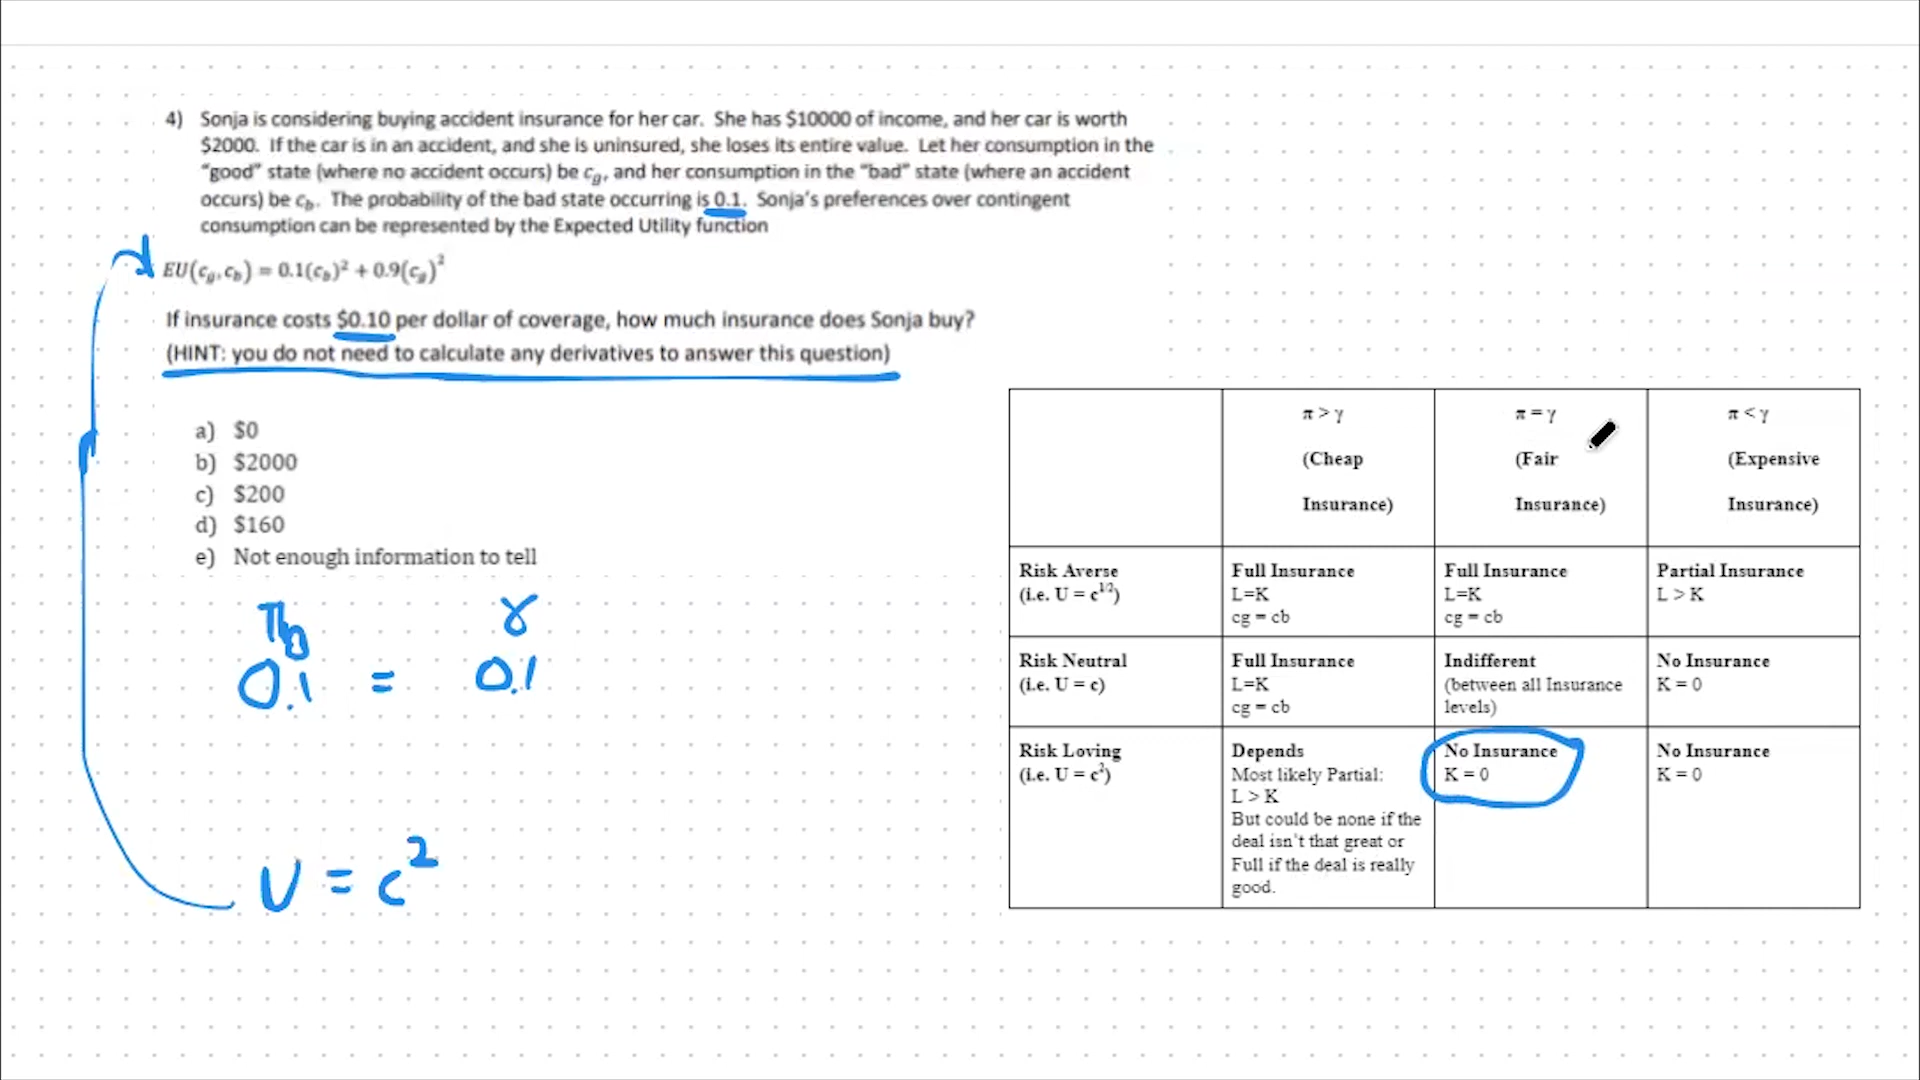 4) Sonja is considering buying accident insurance for her car. She has $10000 of income, and her car is worth
$2000. If the car is in an accident, and she is uninsured, she loses its entire value. Let her consumption in the
"good" state (where no accident occurs) be c_g, and her consumption in the "bad" state (where an accident
occurs) be c_b. The probability of the bad state occurring is 0.1. Sonja's preferences over contingent
consumption can be represented by the Expected Utility function
EU(c_g, c_b) = 0.1(c_b)² + 0.9(c_g)²
If insurance costs $0.10 per dollar of coverage, how much insurance does Sonja buy?
(HINT: you do not need to calculate any derivatives to answer this question)
a) $0
b) $2000
c) $200
d) $160
e) Not enough information to tell
π_b γ
0.1 = 0.1
U = c²
π > γ
(Cheap
Insurance)
π = γ
(Fair
Insurance)
π < γ
(Expensive
Insurance)
Risk Averse
(i.e. U = c^1/2)
Full Insurance
L=K
cg = cb
Full Insurance
L=K
cg = cb
Partial Insurance
L > K
Risk Neutral
(i.e. U = c)
Full Insurance
L=K
cg = cb
Indifferent
(between all Insurance
levels)
No Insurance
K = 0
Risk Loving
(i.e. U = c²)
Depends
Most likely Partial:
L > K
But could be none if the
deal isn't that great or
Full if the deal is really
good.
No Insurance
K = 0
No Insurance
K = 0